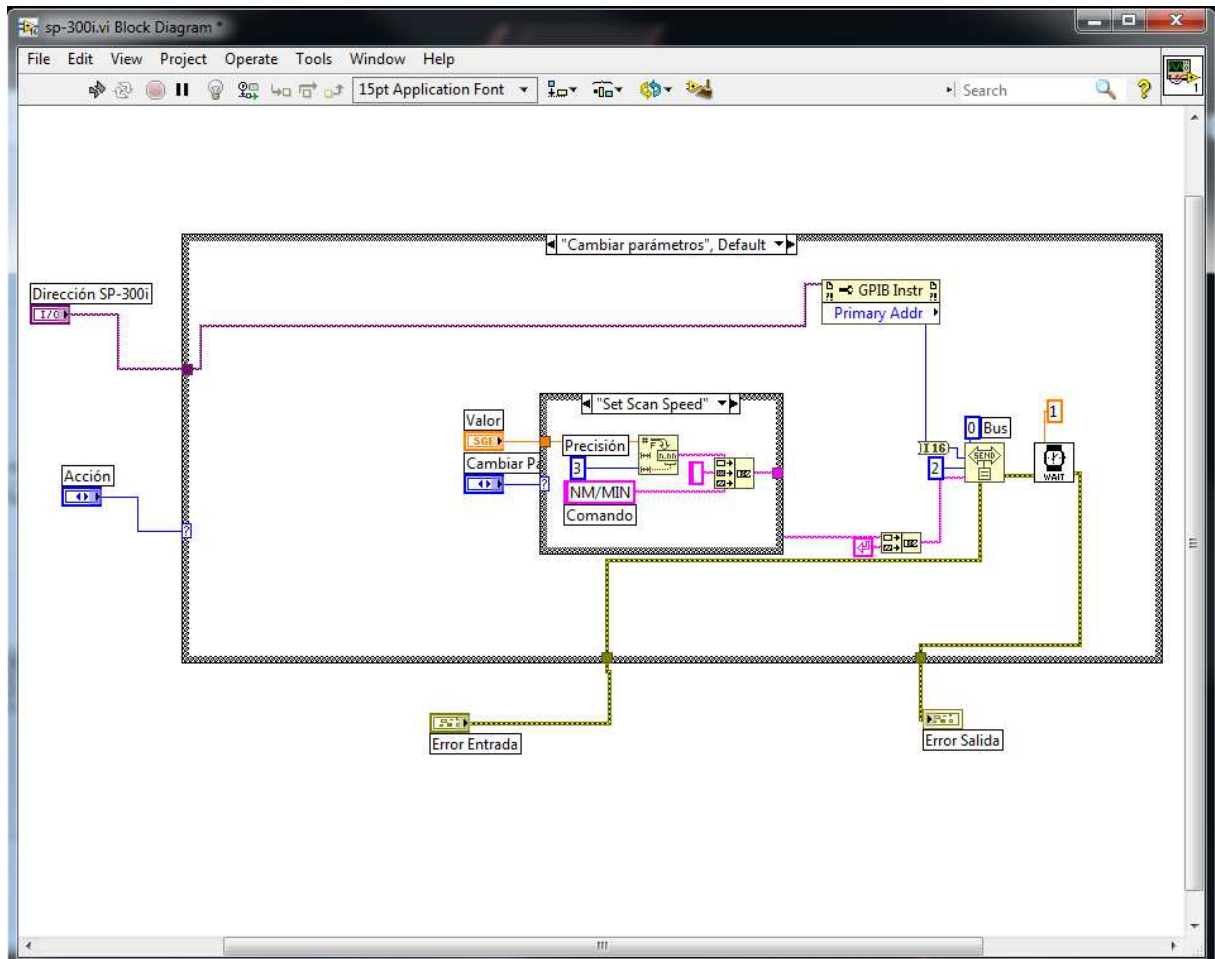 sp-300i.vi Block Diagram *
File Edit View Project Operate Tools Window Help
15pt Application Font
Search
1
"Cambiar parámetros", Default
Dirección SP-300i
I/O
GPIB Instr
Primary Addr
"Set Scan Speed"
Valor
SGL
Precisión
3
Cambiar Pa
NM/MIN
Comando
Acción
0 Bus
1
I16
2
SEND
WAIT
Error Entrada
Error Salida